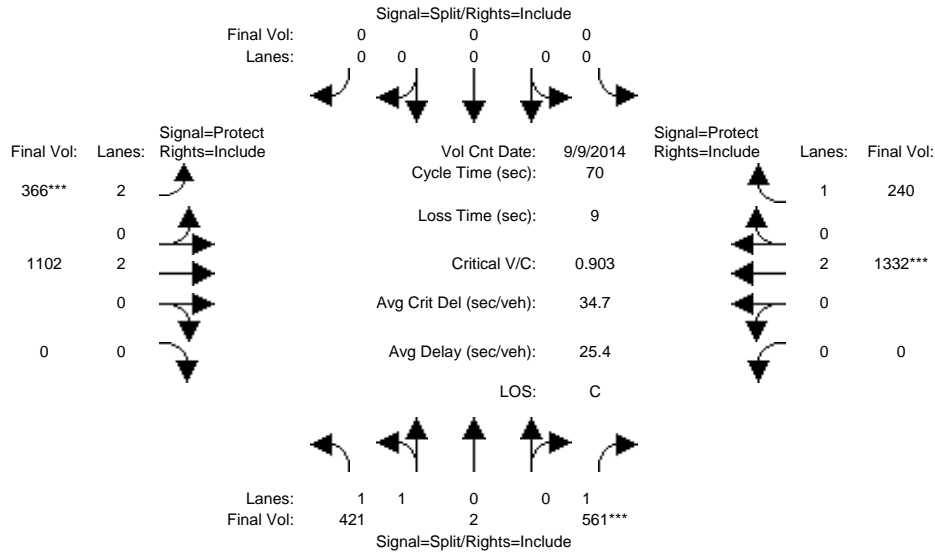 Signal=Split/Rights=Include
Final Vol: 0 0 0
Lanes: 0 0 0 0 0
Signal=Protect
Final Vol: Lanes: Rights=Include
Vol Cnt Date: 9/9/2014
Signal=Protect
Rights=Include Lanes: Final Vol:
Cycle Time (sec): 70
366*** 2
1 240
Loss Time (sec): 9
0
0
1102 2
Critical V/C: 0.903
2 1332***
0
Avg Crit Del (sec/veh): 34.7
0
0 0
Avg Delay (sec/veh): 25.4
0 0
LOS: C
Lanes: 1 1 0 0 1
Final Vol: 421 2 561***
Signal=Split/Rights=Include